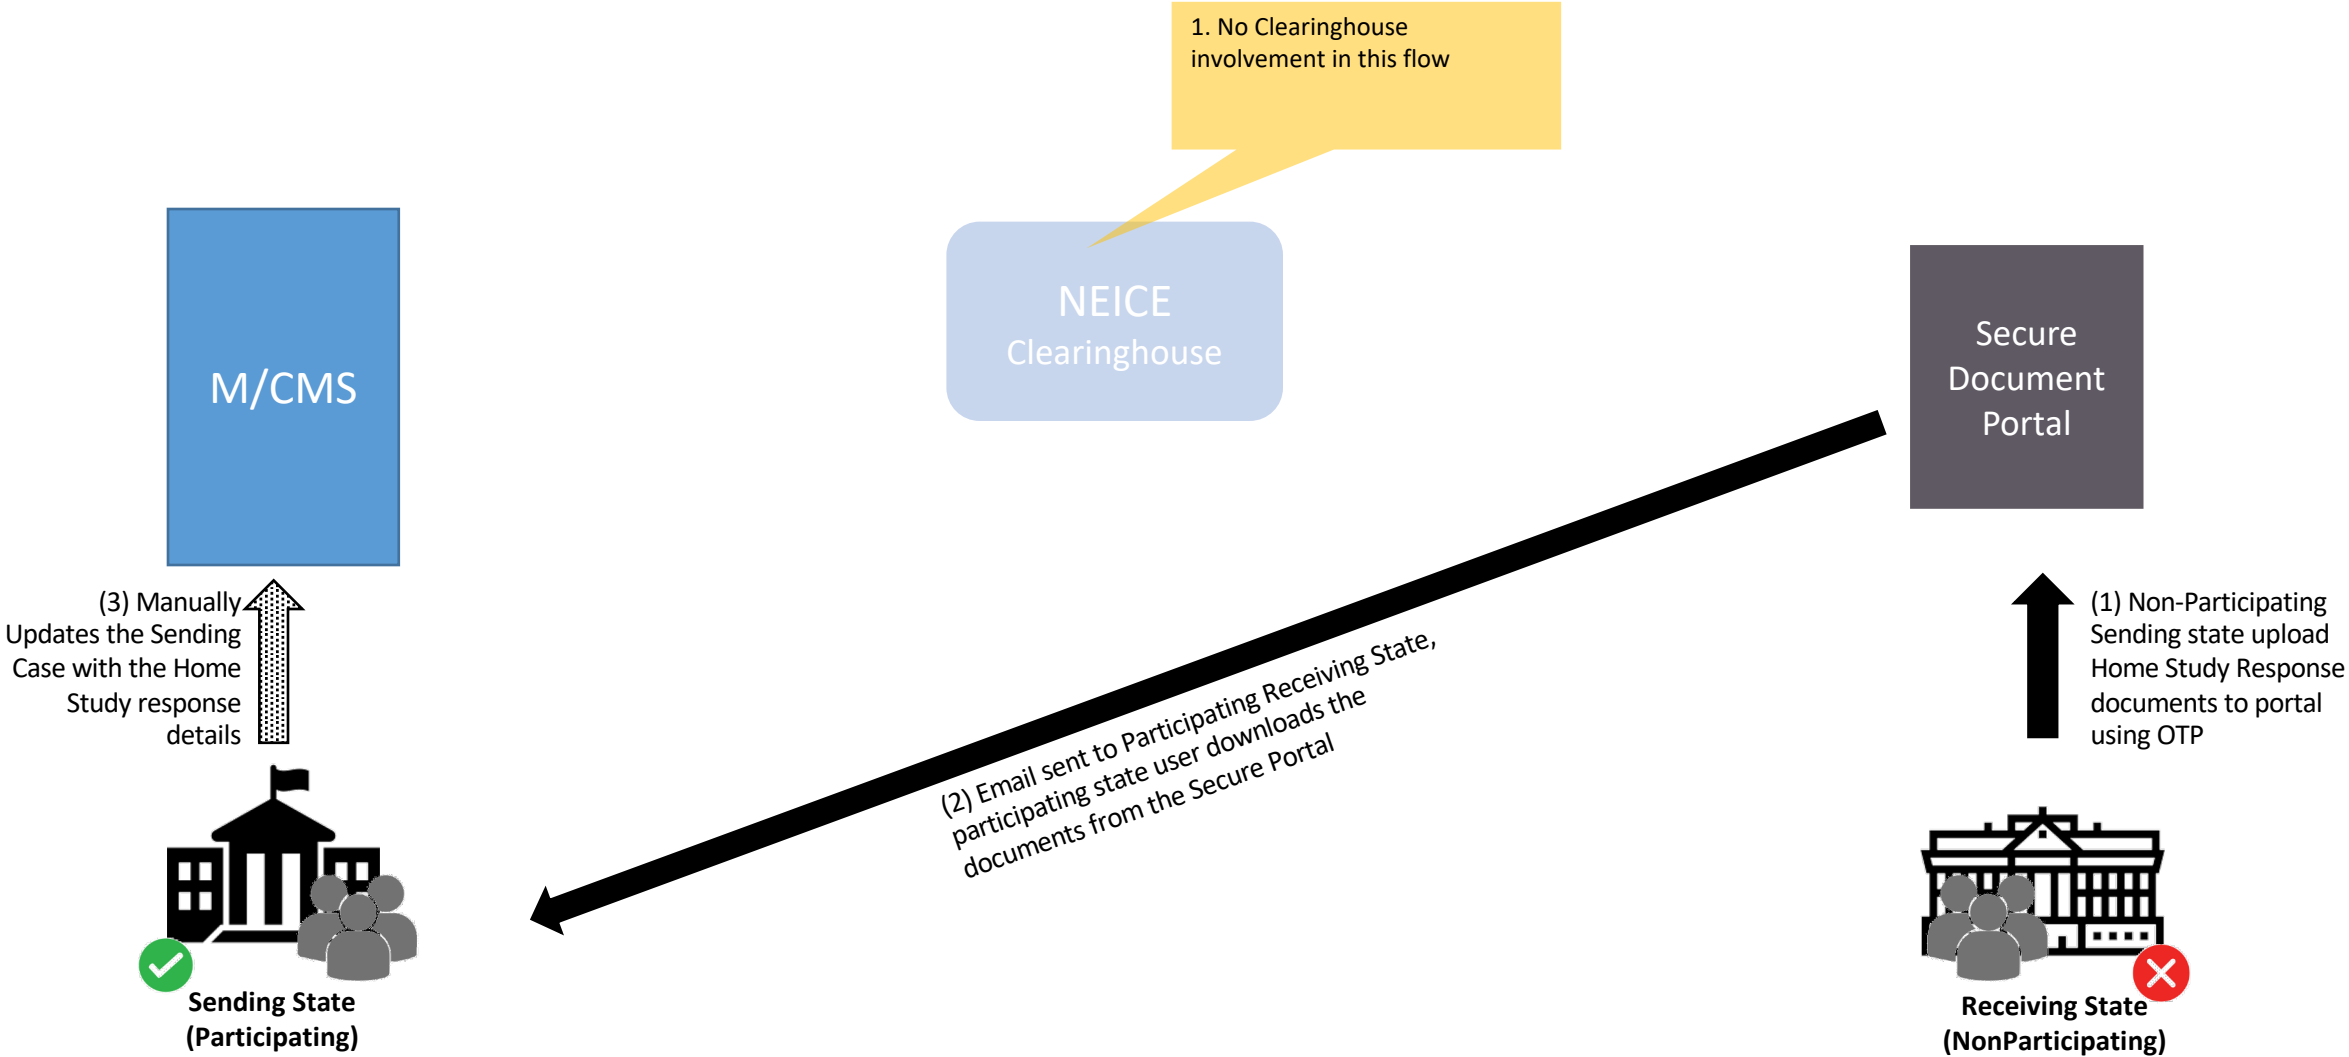 1. No Clearinghouse
involvement in this flow
NEICE
Clearinghouse
M/CMS
Secure
Document
Portal
(3) Manually
Updates the Sending
Case with the Home
Study response
details
(2) Email sent to Participating Receiving State,
participating state user downloads the
documents from the Secure Portal
(1) Non-Participating
Sending state upload
Home Study Response
documents to portal
using OTP
Sending State
(Participating)
Receiving State
(NonParticipating)